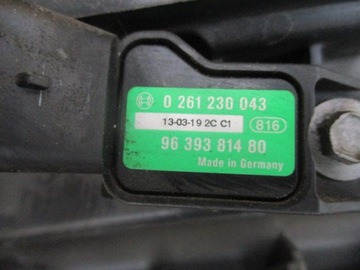 0 261 230 043
13-03-19 2C C1 816
96 393 814 80
Made in Germany